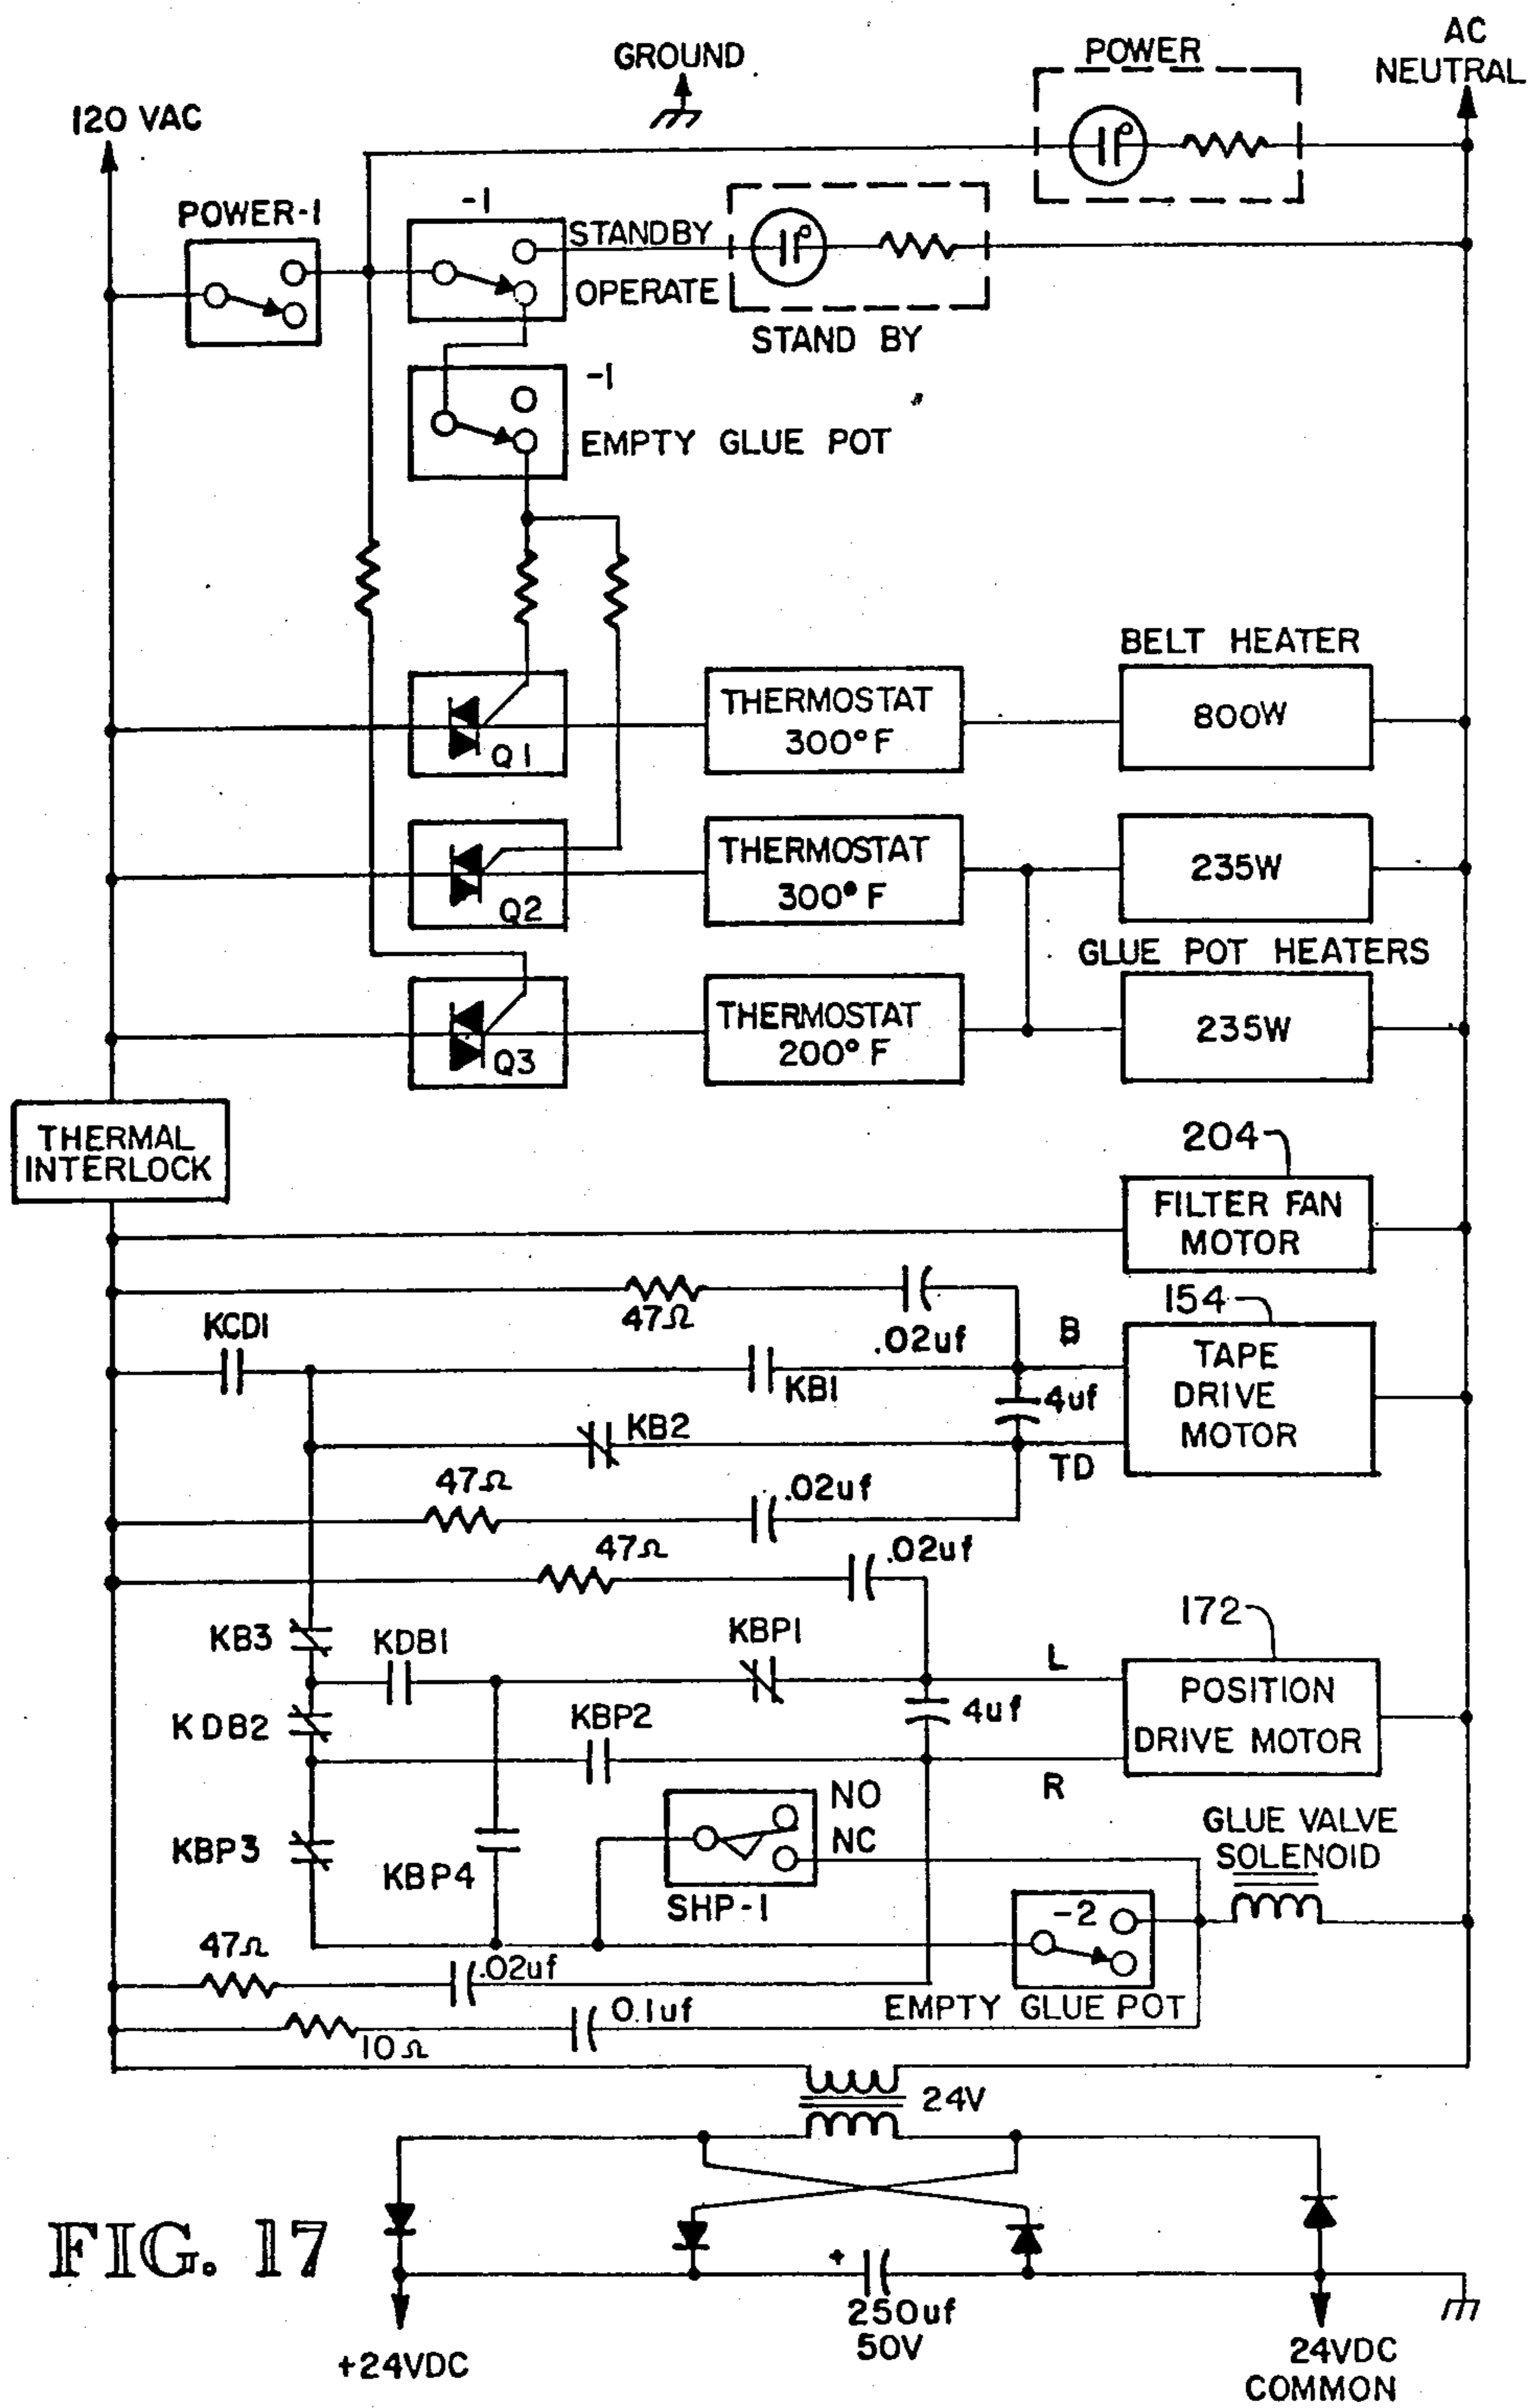 GROUND
POWER
AC
NEUTRAL
120 VAC
POWER-1
-1
STANDBY
OPERATE
STAND BY
-1
EMPTY GLUE POT
BELT HEATER
THERMOSTAT
300°F
800W
Q1
THERMOSTAT
300°F
235W
Q2
GLUE POT HEATERS
THERMOSTAT
200°F
235W
Q3
THERMAL
INTERLOCK
204
FILTER FAN
MOTOR
47Ω
.02uf
154
KCD1
B
KB1
4uf
TAPE
DRIVE
MOTOR
KB2
TD
47Ω
.02uf
47Ω
.02uf
172
KB3
KDB1
KBP1
L
POSITION
DRIVE MOTOR
KDB2
KBP2
4uf
R
NO
NC
GLUE VALVE
SOLENOID
KBP3
KBP4
SHP-1
-2
47Ω
.02uf
EMPTY GLUE POT
0.1uf
10Ω
24V
FIG. 17
+
250uf
50V
+24VDC
24VDC
COMMON